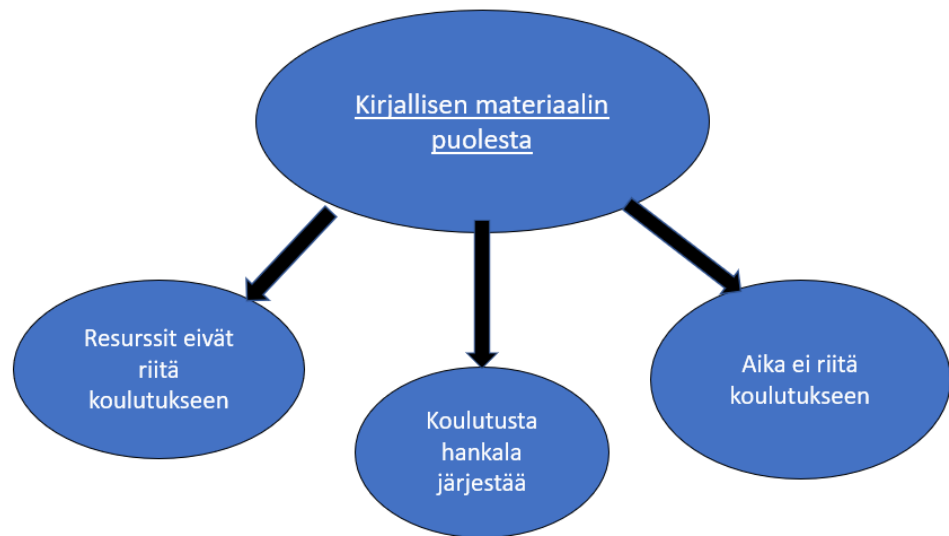 Kirjallisen materiaalin
puolesta
Resurssit eivät
riitä
koulutukseen
Koulutusta
hankala
järjestää
Aika ei riitä
koulutukseen